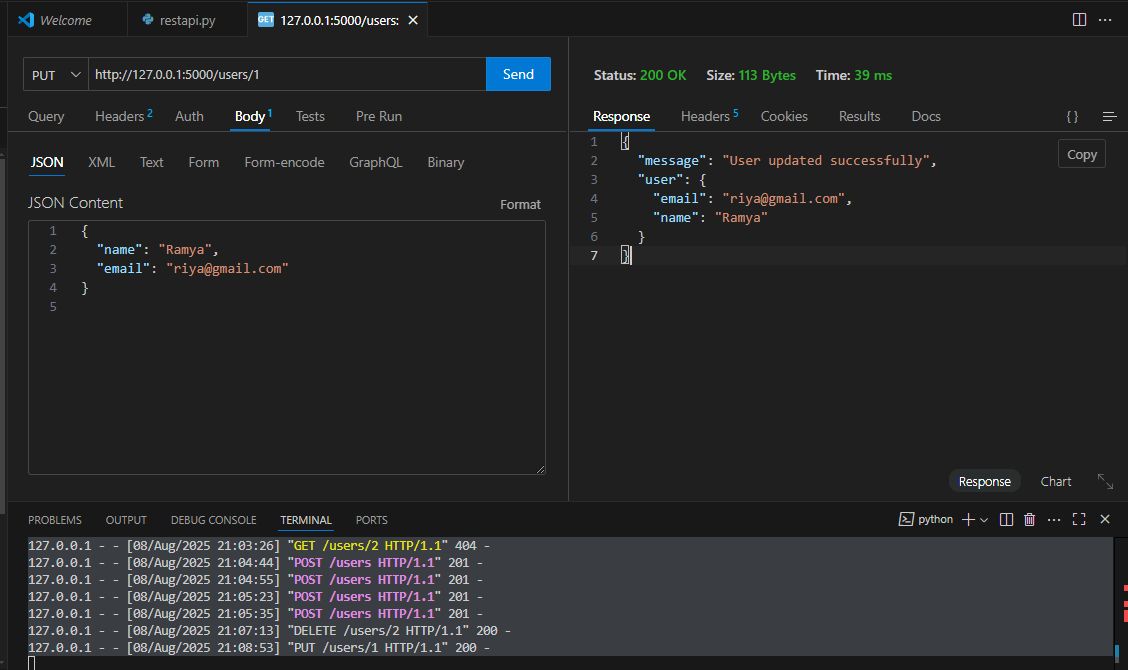 Welcome restapi.py GET 127.0.0.1:5000/users:
PUT http://127.0.0.1:5000/users/1 Send
Query Headers 2 Auth Body 1 Tests Pre Run
JSON XML Text Form Form-encode GraphQL Binary
JSON Content Format
1 {
2 "name": "Ramya",
3 "email": "riya@gmail.com"
4 }
5
Status: 200 OK Size: 113 Bytes Time: 39 ms
Response Headers 5 Cookies Results Docs { }
Copy
1 {
2 "message": "User updated successfully",
3 "user": {
4 "email": "riya@gmail.com",
5 "name": "Ramya"
6 }
7 }
Response Chart
PROBLEMS OUTPUT DEBUG CONSOLE TERMINAL PORTS python
127.0.0.1 - - [08/Aug/2025 21:03:26] "GET /users/2 HTTP/1.1" 404 -
127.0.0.1 - - [08/Aug/2025 21:04:44] "POST /users HTTP/1.1" 201 -
127.0.0.1 - - [08/Aug/2025 21:04:55] "POST /users HTTP/1.1" 201 -
127.0.0.1 - - [08/Aug/2025 21:05:23] "POST /users HTTP/1.1" 201 -
127.0.0.1 - - [08/Aug/2025 21:05:35] "POST /users HTTP/1.1" 201 -
127.0.0.1 - - [08/Aug/2025 21:07:13] "DELETE /users/2 HTTP/1.1" 200 -
127.0.0.1 - - [08/Aug/2025 21:08:53] "PUT /users/1 HTTP/1.1" 200 -